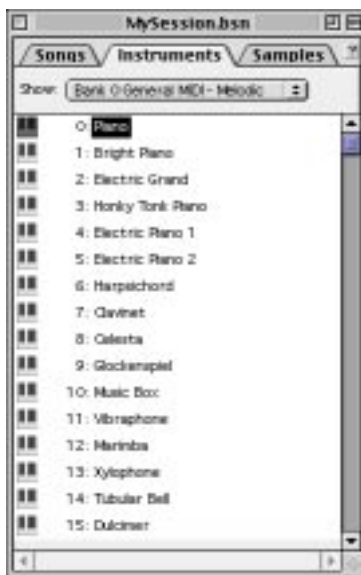 MySession.bsn
Songs Instruments Samples
Show: Bank 0 General MIDI - Melodic
0: Piano
1: Bright Piano
2: Electric Grand
3: Honky Tonk Piano
4: Electric Piano 1
5: Electric Piano 2
6: Harpsichord
7: Clavinet
8: Celesta
9: Glockenspiel
10: Music Box
11: Vibraphone
12: Marimba
13: Xylophone
14: Tubular Bell
15: Dulcimer